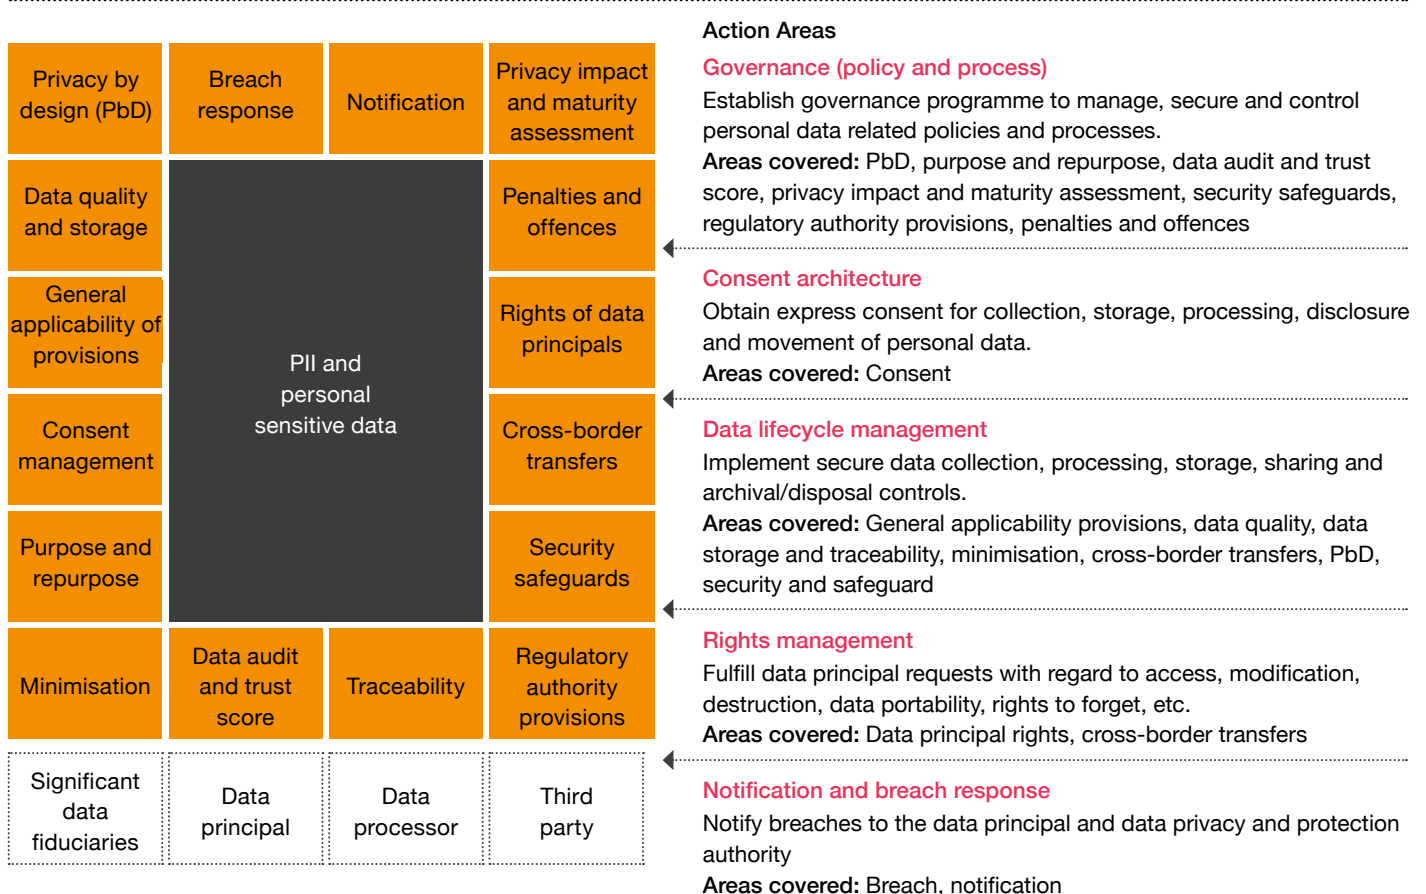 Privacy by
design (PbD)
Breach
response
Notification
Privacy impact
and maturity
assessment
Data quality
and storage
Penalties and
offences
General
applicability of
provisions
PII and
personal
sensitive data
Rights of data
principals
Consent
management
Cross-border
transfers
Purpose and
repurpose
Security
safeguards
Minimisation
Data audit
and trust
score
Traceability
Regulatory
authority
provisions
Significant
data
fiduciaries
Data
principal
Data
processor
Third
party
Action Areas
Governance (policy and process)
Establish governance programme to manage, secure and control
personal data related policies and processes.
Areas covered: PbD, purpose and repurpose, data audit and trust
score, privacy impact and maturity assessment, security safeguards,
regulatory authority provisions, penalties and offences
Consent architecture
Obtain express consent for collection, storage, processing, disclosure
and movement of personal data.
Areas covered: Consent
Data lifecycle management
Implement secure data collection, processing, storage, sharing and
archival/disposal controls.
Areas covered: General applicability provisions, data quality, data
storage and traceability, minimisation, cross-border transfers, PbD,
security and safeguard
Rights management
Fulfill data principal requests with regard to access, modification,
destruction, data portability, rights to forget, etc.
Areas covered: Data principal rights, cross-border transfers
Notification and breach response
Notify breaches to the data principal and data privacy and protection
authority
Areas covered: Breach, notification